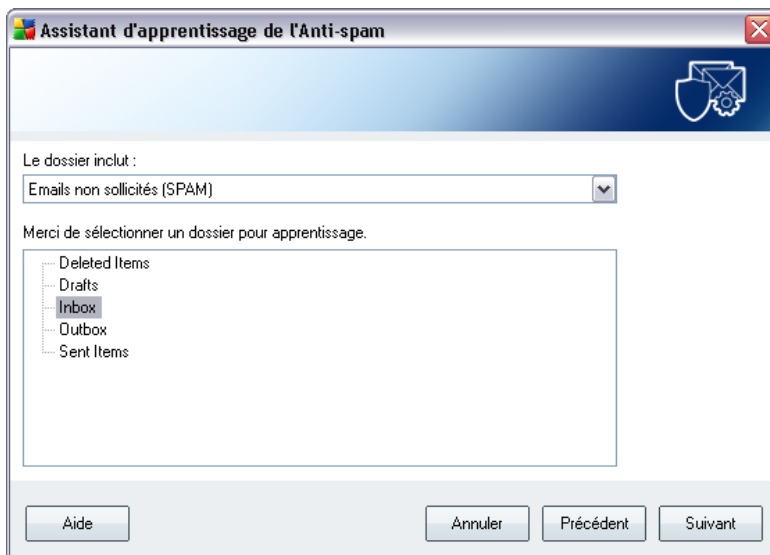 Assistant d'apprentissage de l'Anti-spam
Le dossier inclut :
Emails non sollicités (SPAM)
Merci de sélectionner un dossier pour apprentissage.
Deleted Items
Drafts
Inbox
Outbox
Sent Items
Aide
Annuler
Précédent
Suivant